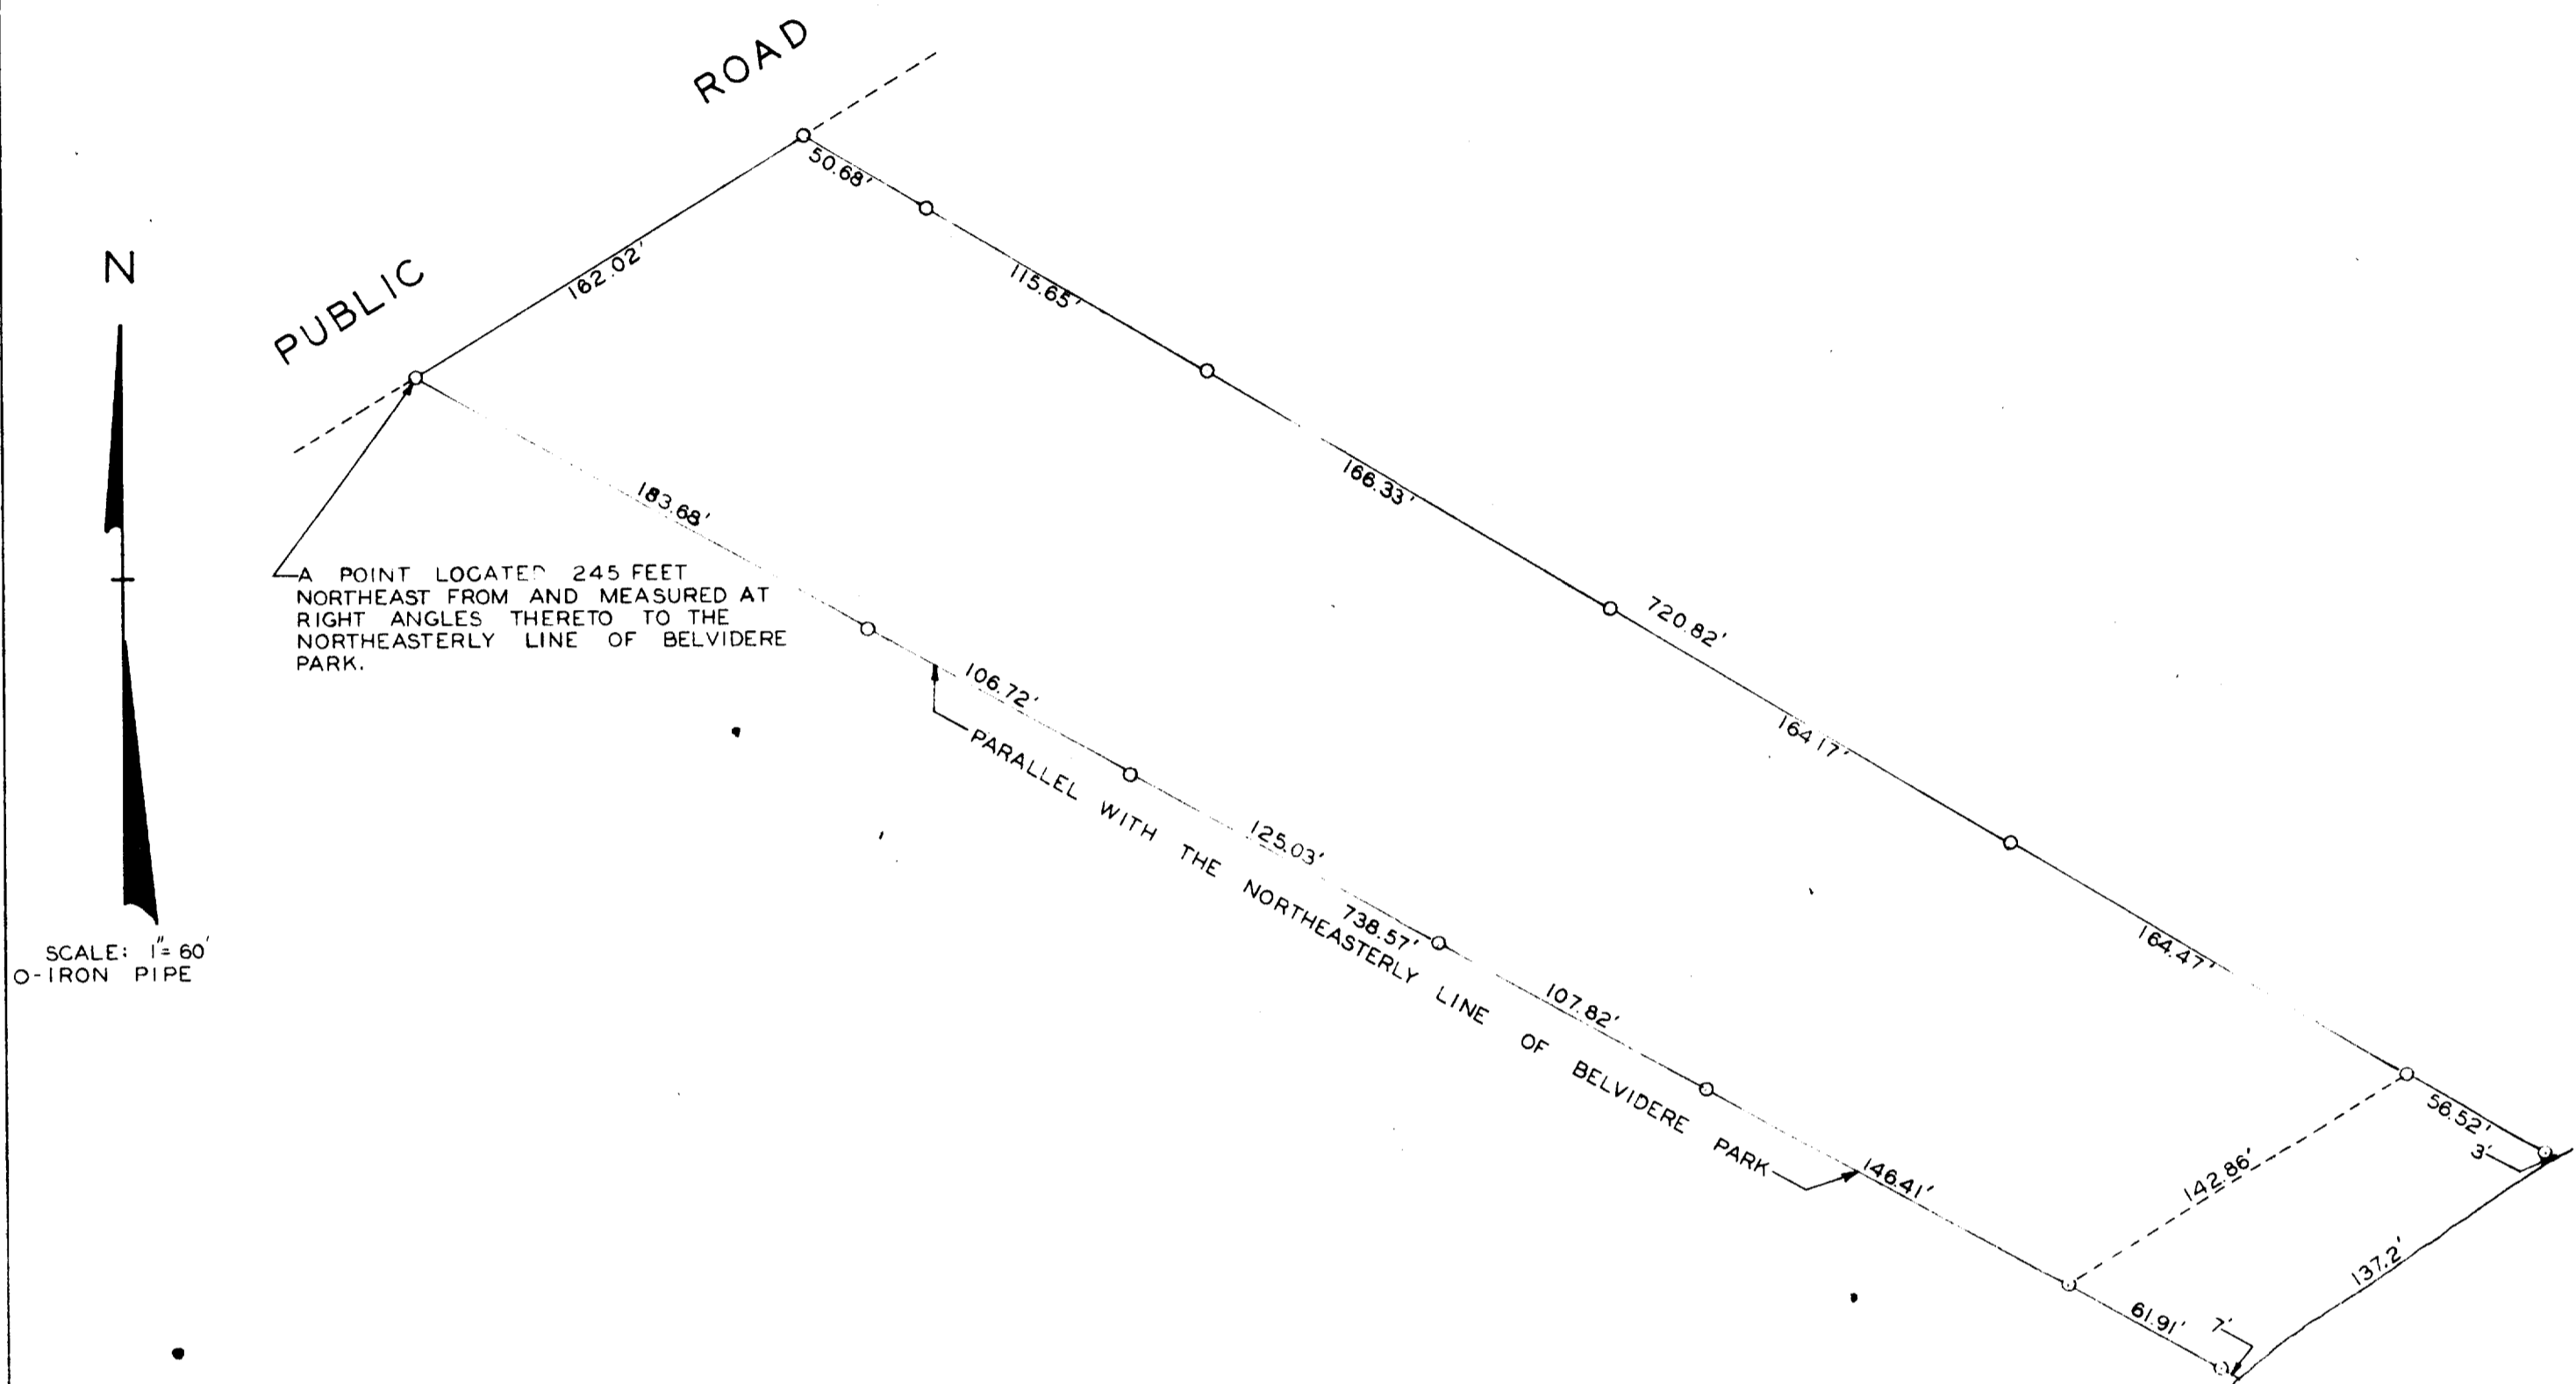 PUBLIC ROAD
N
162.02'
50.68'
115.65'
166.33'
720.82'
164.17'
164.47'
56.52'
3'
183.68'
A POINT LOCATED 245 FEET
NORTHEAST FROM AND MEASURED AT
RIGHT ANGLES THERETO TO THE
NORTHEASTERLY LINE OF BELVIDERE
PARK.
106.72'
PARALLEL WITH THE NORTHEASTERLY LINE OF BELVIDERE PARK
125.03'
738.57'
107.82'
146.41'
142.86'
137.2'
61.91'
7'
SCALE: 1"=60'
O-IRON PIPE